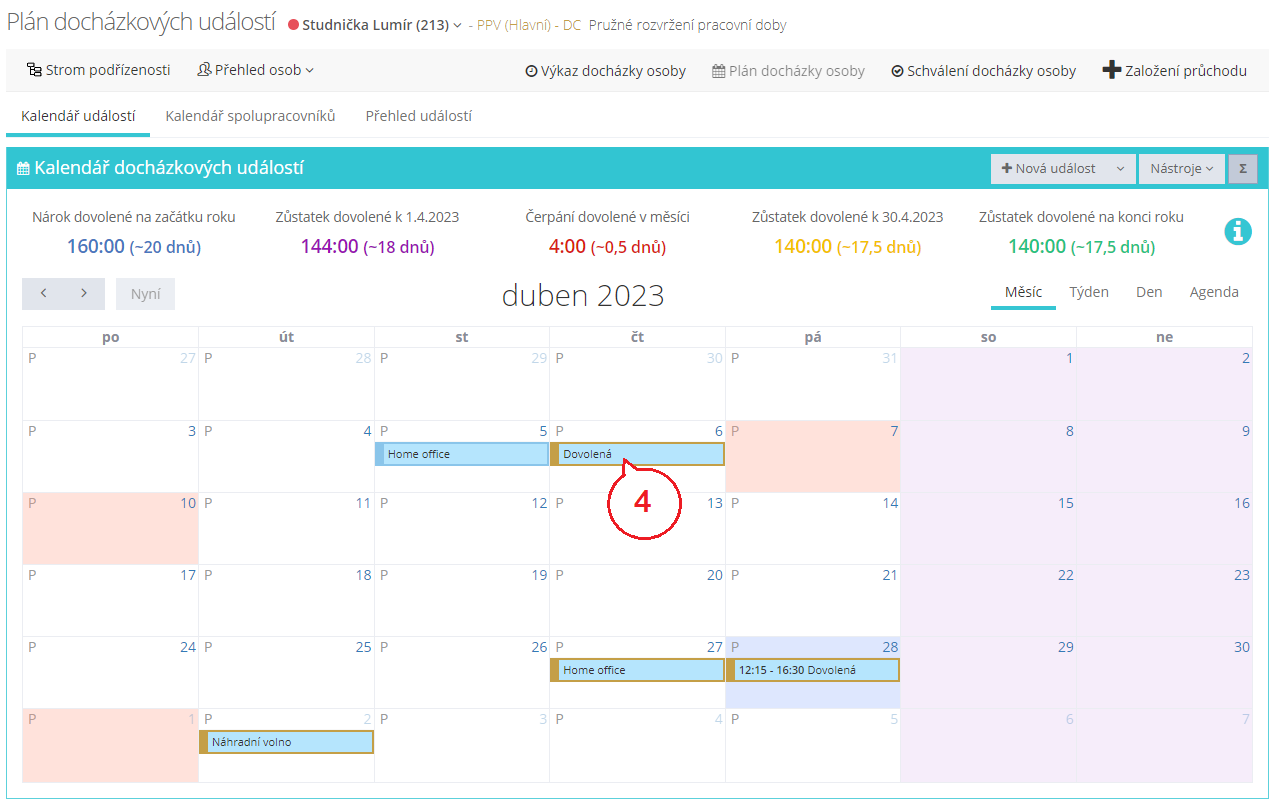 Plán docházkových událostí Studnička Lumír (213) - PPV (Hlavní) - DC Pružné rozvržení pracovní doby
Strom podřízenosti Přehled osob Výkaz docházky osoby Plán docházky osoby Schválení docházky osoby Založení průchodu
Kalendář událostí Kalendář spolupracovníků Přehled událostí
Kalendář docházkových událostí Nová událost Nástroje Σ
Nárok dovolené na začátku roku Zůstatek dovolené k 1.4.2023 Čerpání dovolené v měsíci Zůstatek dovolené k 30.4.2023 Zůstatek dovolené na konci roku
160:00 (~20 dnů) 144:00 (~18 dnů) 4:00 (~0,5 dnů) 140:00 (~17,5 dnů) 140:00 (~17,5 dnů)
Nyní duben 2023 Měsíc Týden Den Agenda
po út st čt pá so ne
P 27 P 28 P 29 P 30 P 31 1 2
P 3 P 4 P 5 P 6 P 7 8 9
Home office Dovolená
4
P 10 P 11 P 12 P 13 P 14 15 16
P 17 P 18 P 19 P 20 P 21 22 23
P 24 P 25 P 26 P 27 P 28 29 30
Home office 12:15 - 16:30 Dovolená
P 1 P 2 P 3 P 4 P 5 6 7
Náhradní volno